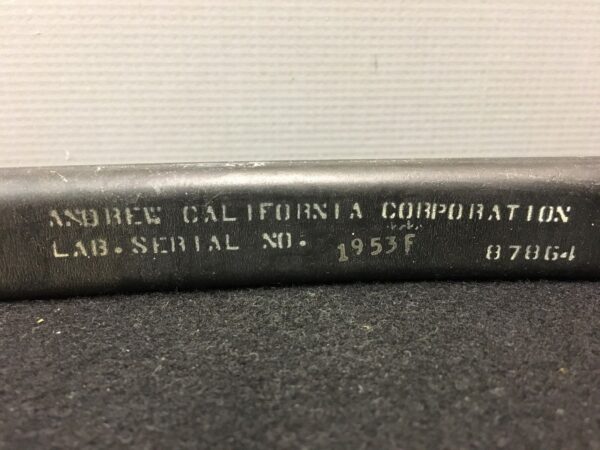 ANDREW CALIFORNIA CORPORATION
LAB. SERIAL NO. 1953F 87864